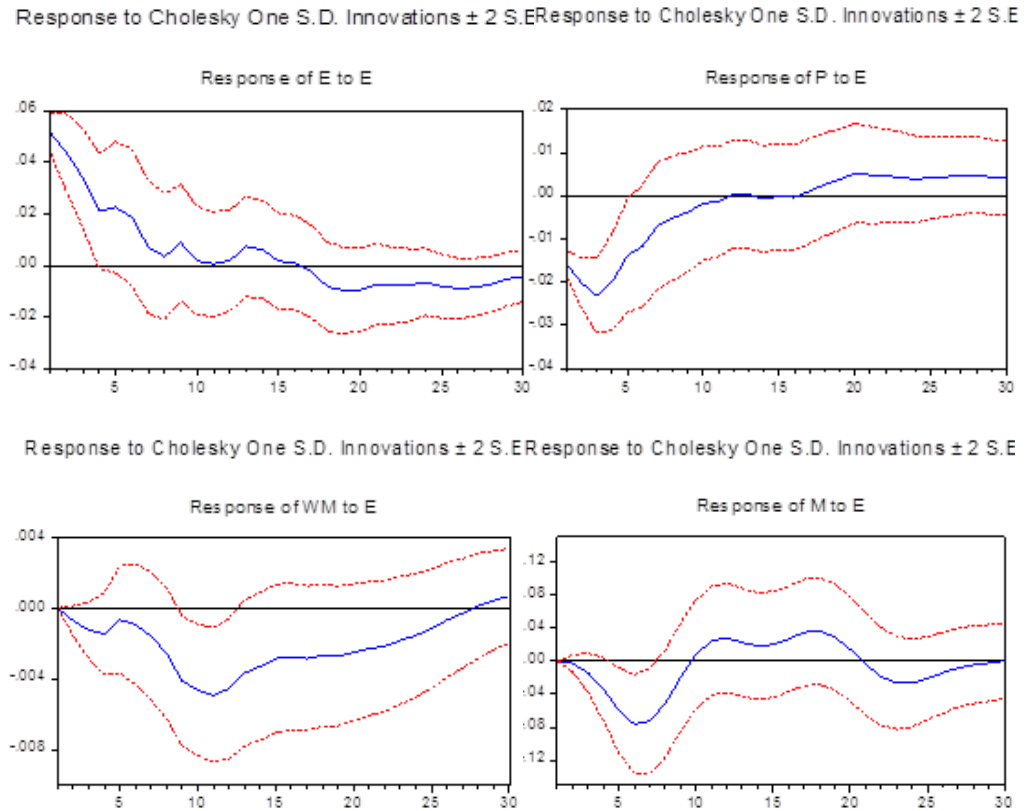 Response to Cholesky One S.D. Innovations ± 2 S.E
Response of E to E
.06
.04
.02
.00
-.02
-.04
5 10 15 20 25 30
Response to Cholesky One S.D. Innovations ± 2 S.E
Response of P to E
.02
.01
.00
-.01
-.02
-.03
-.04
5 10 15 20 25 30
Response to Cholesky One S.D. Innovations ± 2 S.E
Response of WM to E
.004
.000
-.004
-.008
5 10 15 20 25 30
Response to Cholesky One S.D. Innovations ± 2 S.E
Response of M to E
.12
.08
.04
.00
.04
.08
.12
5 10 15 20 25 30